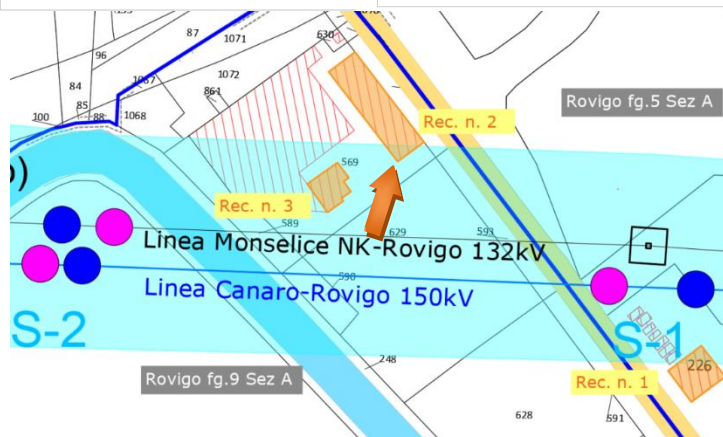 630
1098
87
1071
96
1072
84
1087
861
85
100
88
1068
Rovigo fg.5 Sez A
Rec. n. 2
569
Rec. n. 3
589
629
593
o)
Linea Monselice NK-Rovigo 132kV
590
Linea Canaro-Rovigo 150kV
S-2
S-1
248
226
Rovigo fg.9 Sez A
Rec. n. 1
628
591